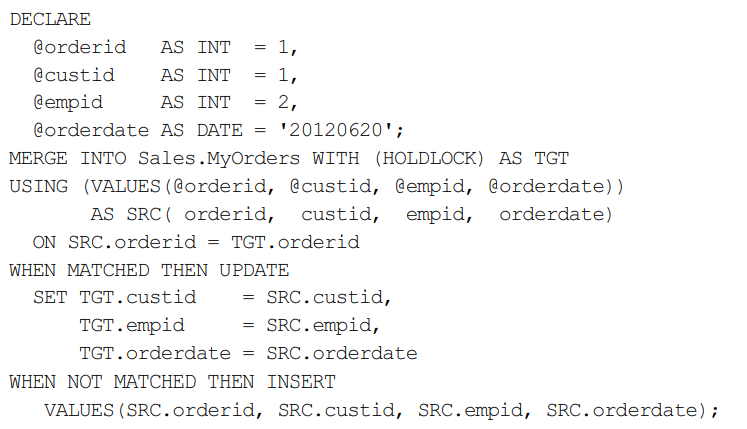 DECLARE
  @orderid   AS INT  = 1,
  @custid    AS INT  = 1,
  @empid     AS INT  = 2,
  @orderdate AS DATE = '20120620';
MERGE INTO Sales.MyOrders WITH (HOLDLOCK) AS TGT
USING (VALUES(@orderid, @custid, @empid, @orderdate))
       AS SRC( orderid,  custid,  empid,  orderdate)
  ON SRC.orderid = TGT.orderid
WHEN MATCHED THEN UPDATE
  SET TGT.custid    = SRC.custid,
      TGT.empid     = SRC.empid,
      TGT.orderdate = SRC.orderdate
WHEN NOT MATCHED THEN INSERT
   VALUES(SRC.orderid, SRC.custid, SRC.empid, SRC.orderdate);